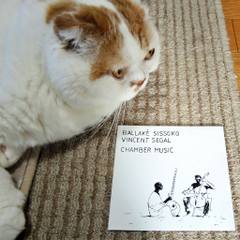 BALLAKÉ SISSOKO
VINCENT SEGAL
CHAMBER MUSIC